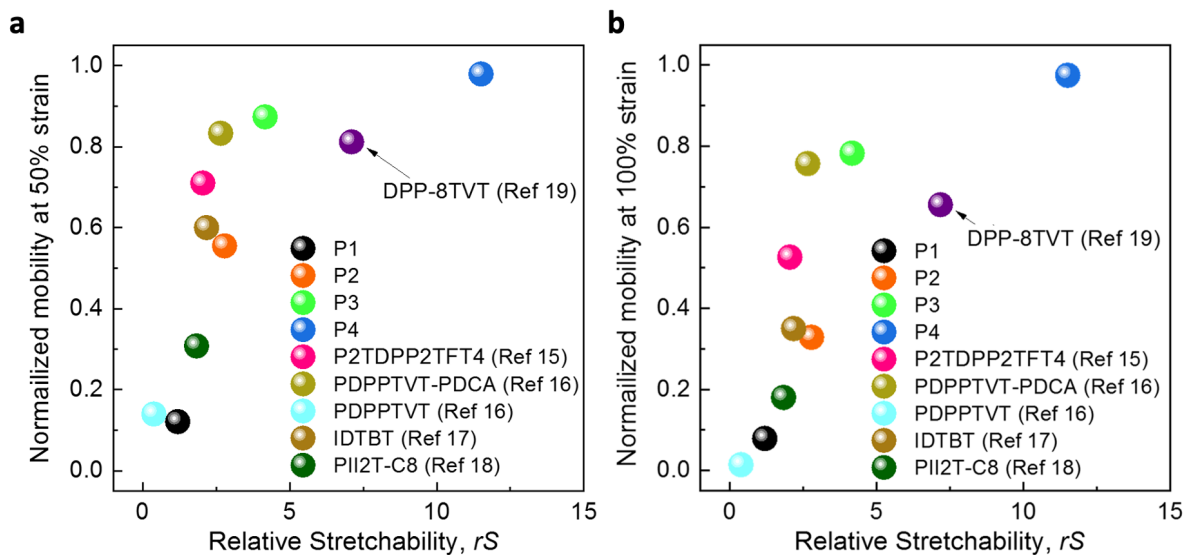 a
Normailized mobility at 50% strain
1.0
0.8
0.6
0.4
0.2
0.0
DPP-8TVT (Ref 19)
P1
P2
P3
P4
P2TDPP2TFT4 (Ref 15)
PDPPTVT-PDCA (Ref 16)
PDPPTVT (Ref 16)
IDTBT (Ref 17)
PII2T-C8 (Ref 18)
0 5 10 15
Relative Stretchability, rS
b
Normailized mobility at 100% strain
1.0
0.8
0.6
0.4
0.2
0.0
DPP-8TVT (Ref 19)
P1
P2
P3
P4
P2TDPP2TFT4 (Ref 15)
PDPPTVT-PDCA (Ref 16)
PDPPTVT (Ref 16)
IDTBT (Ref 17)
PII2T-C8 (Ref 18)
0 5 10 15
Relative Stretchability, rS